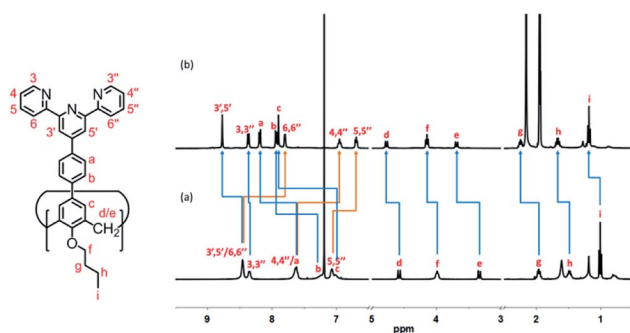 (b)
3',5'
3,3''
a
b
c
6,6''
4,4''
5,5''
d
f
e
g
h
i
(a)
3',5'/6,6''
3,3''
4,4''/a
b
5,5''
c
d
f
e
g
h
i
9
8
7
5
4
3
2
1
ppm
3
3''
4
4''
N
N
N
5
5''
6
3'
5'
6''
a
b
c
d/e
CH2
O
f
g
h
i